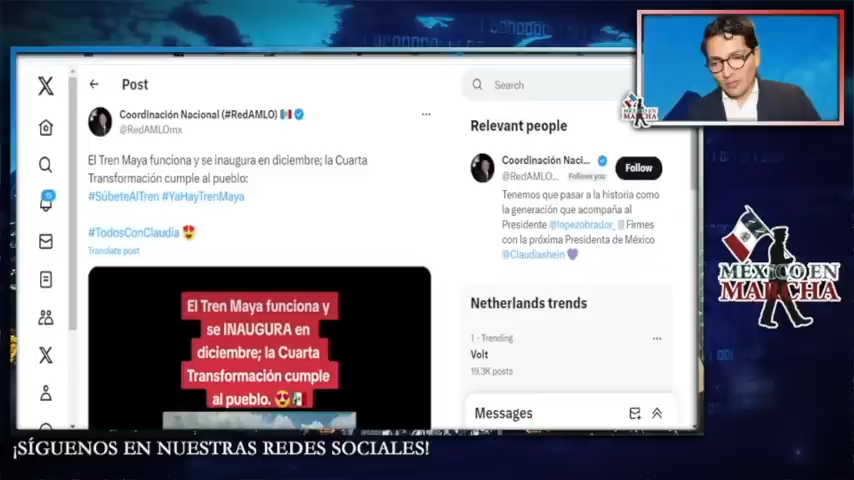 Post
Search
Coordinación Nacional (#RedAMLO)
@RedAMLOmx
El Tren Maya funciona y se inaugura en diciembre; la Cuarta
Transformación cumple al pueblo:
#SúbeteAlTren #YaHayTrenMaya
#TodosConClaudia 😍
Translate post
El Tren Maya funciona y
se INAUGURA en
diciembre; la Cuarta
Transformación cumple
al pueblo. 😍
Relevant people
Coordinación Naci...
@RedAMLO... Follows you
Follow
Tenemos que pasar a la historia como
la generación que acompaña al
Presidente @lopezobrador_ || Firmes
con la próxima Presidenta de México
@Claudiashein 💜
Netherlands trends
1 · Trending
Volt
19.3K posts
Messages
MÉXICO EN
MARCHA
MÉXICO EN
MARCHA
¡SÍGUENOS EN NUESTRAS REDES SOCIALES!